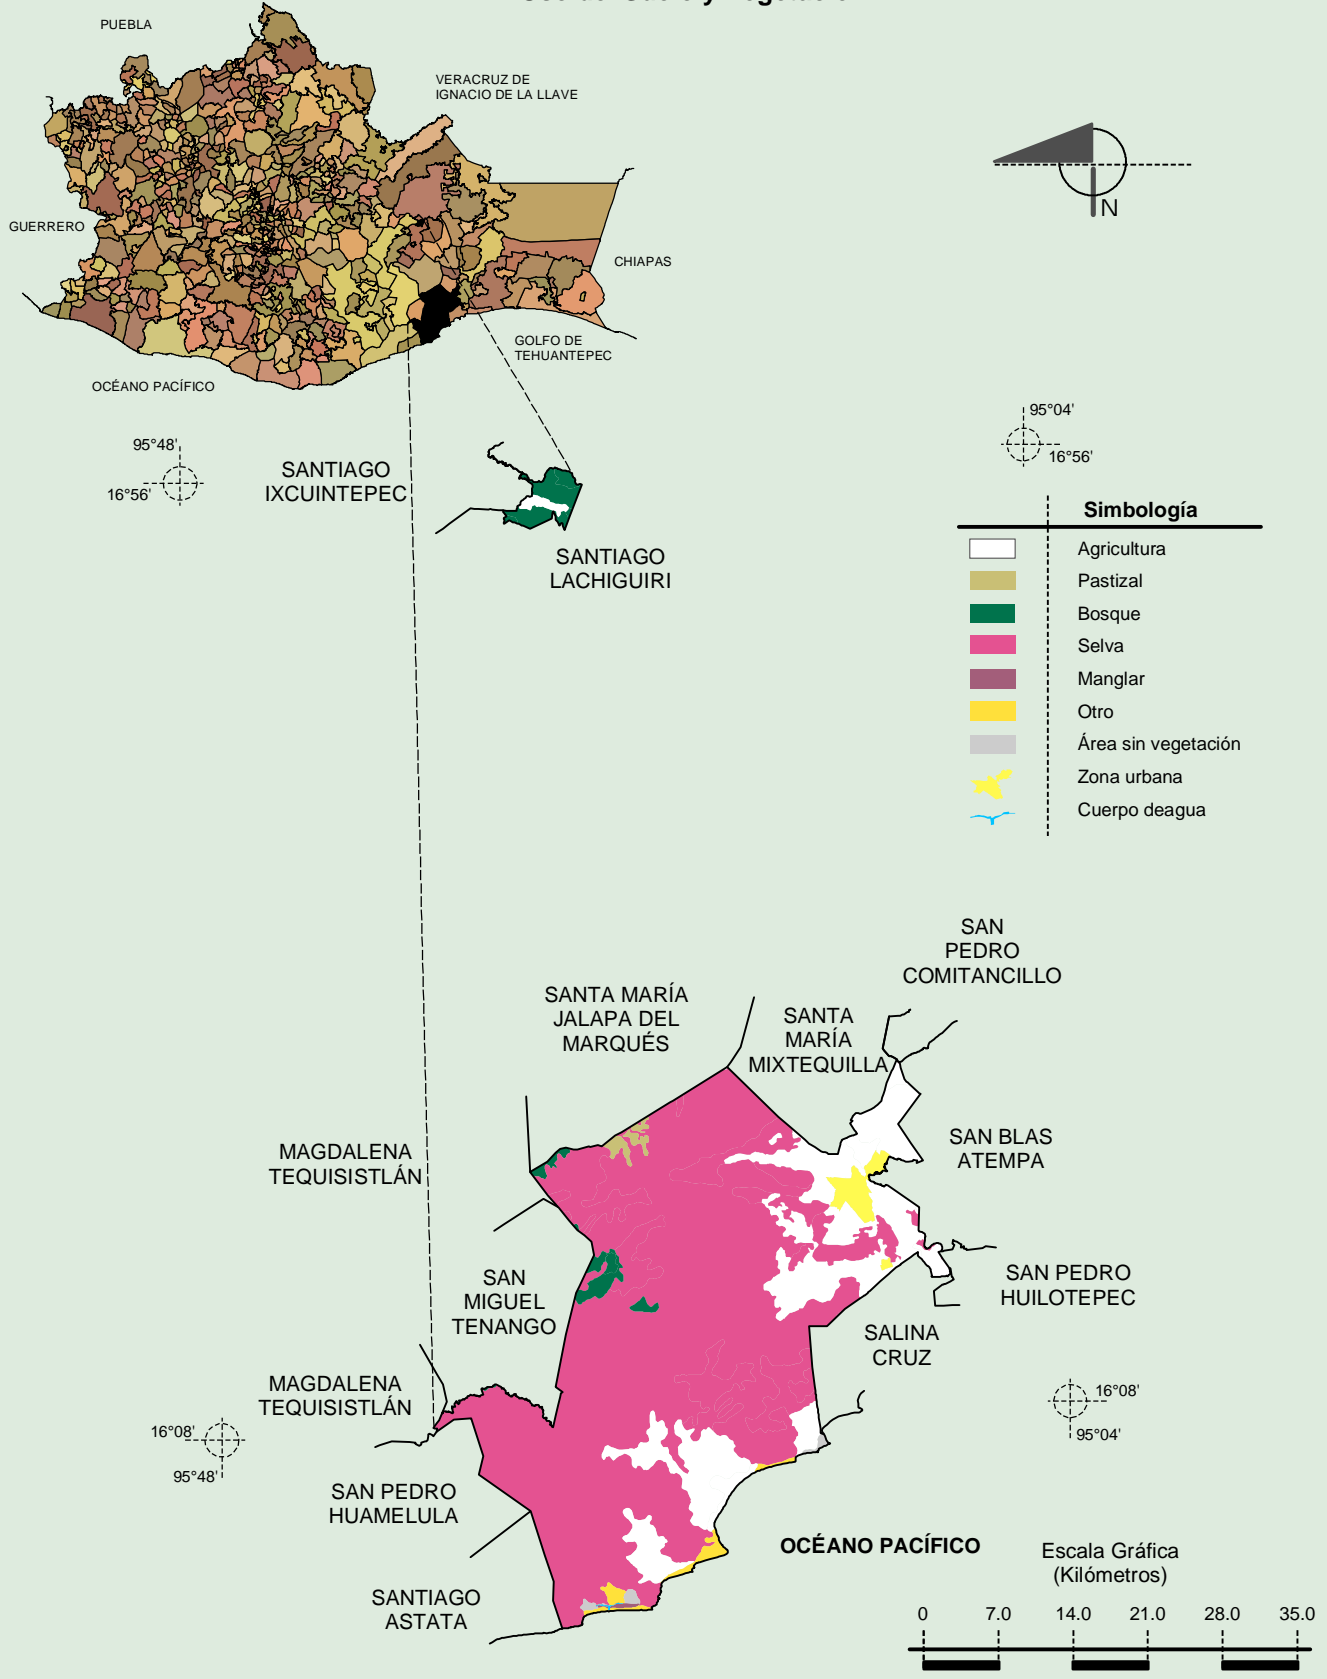 PUEBLA
VERACRUZ DE
IGNACIO DE LA LLAVE
GUERRERO
CHIAPAS
GOLFO DE
TEHUANTEPEC
OCÉANO PACÍFICO
N
95°48'
16°56'
95°04'
16°56'
SANTIAGO
IXCUINTEPEC
SANTIAGO
LACHIGUIRI
Simbología
Agricultura
Pastizal
Bosque
Selva
Manglar
Otro
Área sin vegetación
Zona urbana
Cuerpo deagua
SAN
PEDRO
COMITANCILLO
SANTA MARÍA
JALAPA DEL
MARQUÉS
SANTA
MARÍA
MIXTEQUILLA
MAGDALENA
TEQUISISTLÁN
SAN BLAS
ATEMPA
SAN
MIGUEL
TENANGO
SAN PEDRO
HUILOTEPEC
SALINA
CRUZ
MAGDALENA
TEQUISISTLÁN
16°08'
95°48'
16°08'
95°04'
SAN PEDRO
HUAMELULA
SANTIAGO
ASTATA
OCÉANO PACÍFICO
Escala Gráfica
(Kilómetros)
0 7.0 14.0 21.0 28.0 35.0